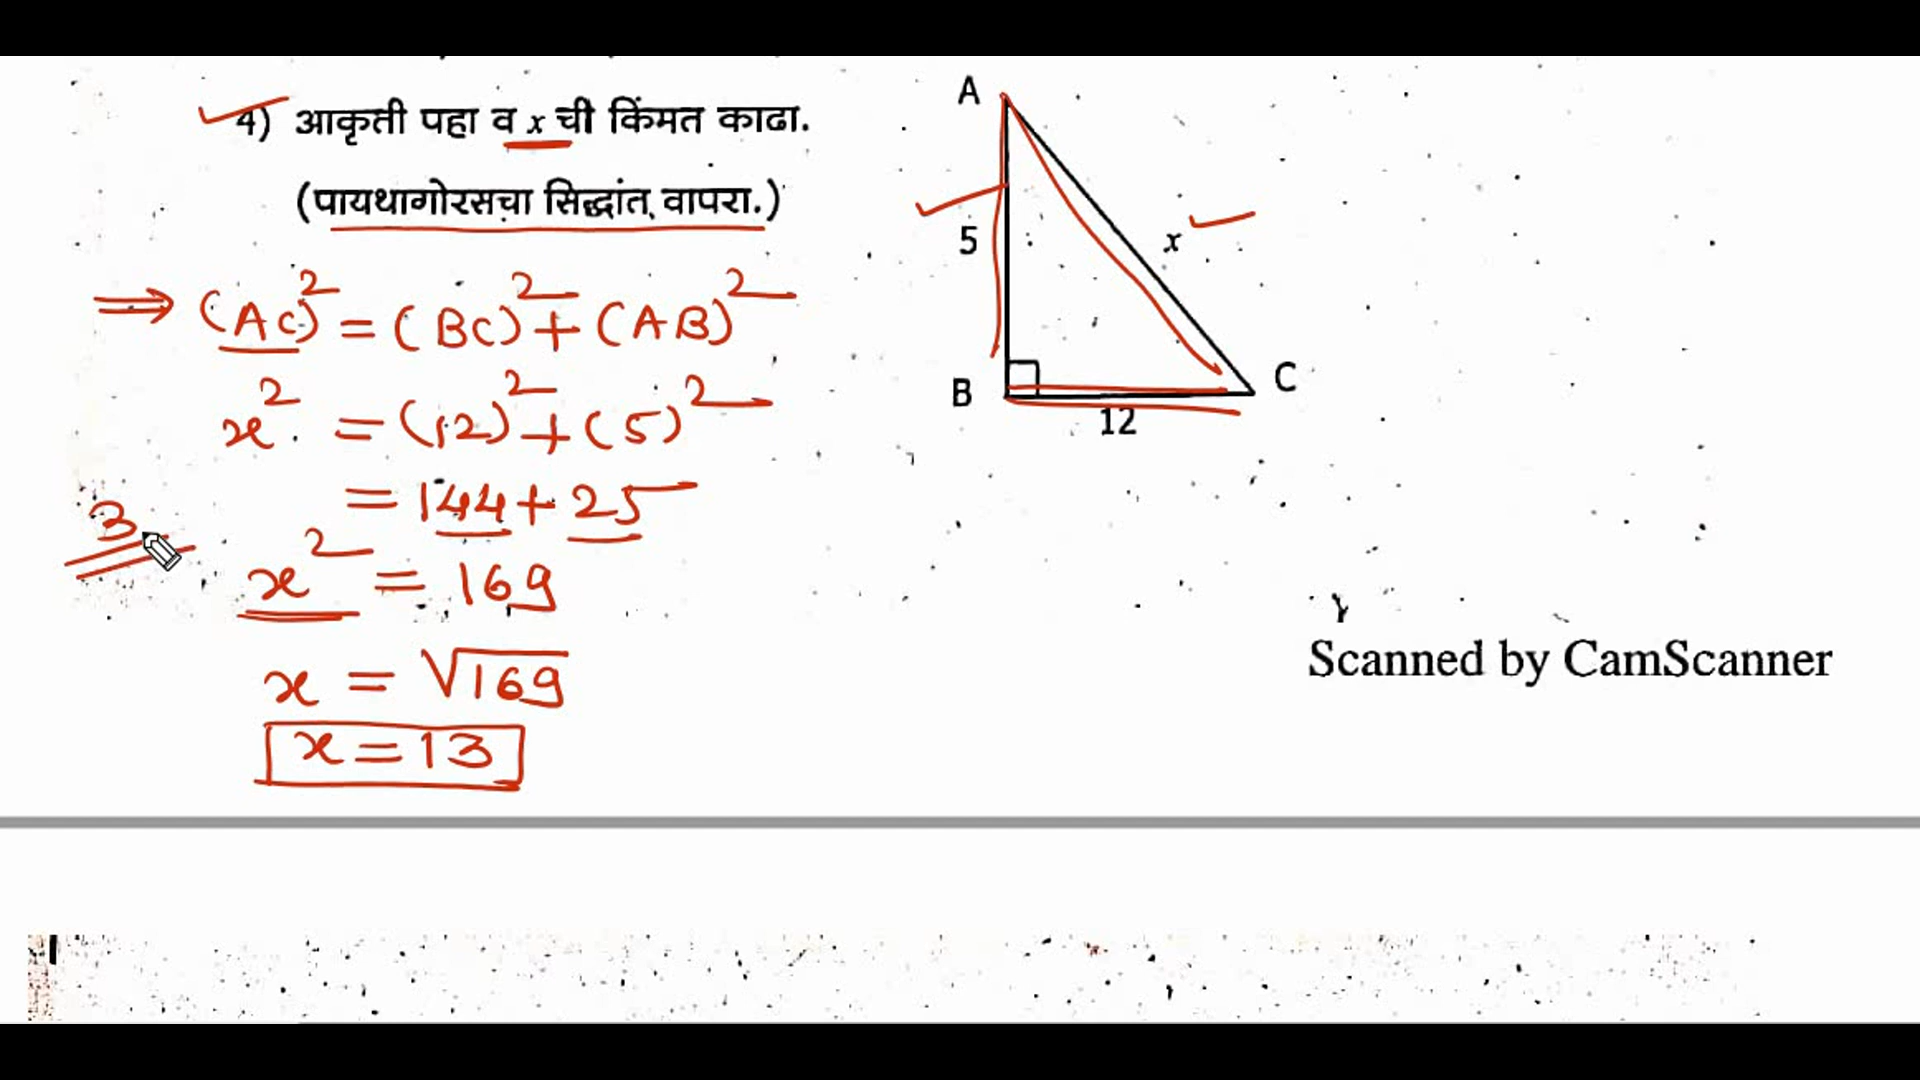 4) आकृती पहा व x ची किंमत काढा.
(पायथागोरसचा सिद्धांत वापरा.)
A
5
x
B
12
C
⇒ (AC)² = (BC)² + (AB)²
x² = (12)² + (5)²
= 144 + 25
3
x² = 169
x = √169
x = 13
Scanned by CamScanner